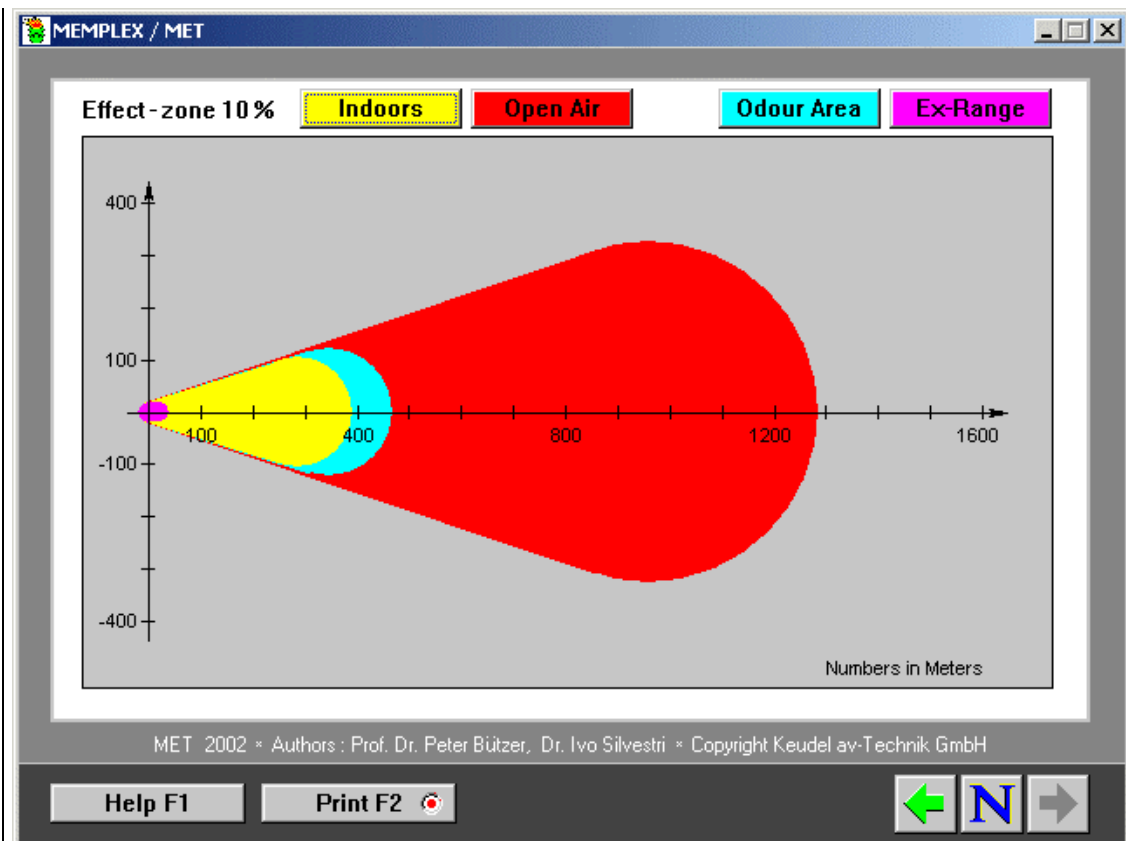 MEMPLEX / MET
Effect - zone 10 % Indoors Open Air Odour Area Ex-Range
400
100
100 400 800 1200 1600
-100
-400
Numbers in Meters
MET 2002 × Authors : Prof. Dr. Peter Bützer, Dr. Ivo Silvestri × Copyright Keudel av-Technik GmbH
Help F1 Print F2 N